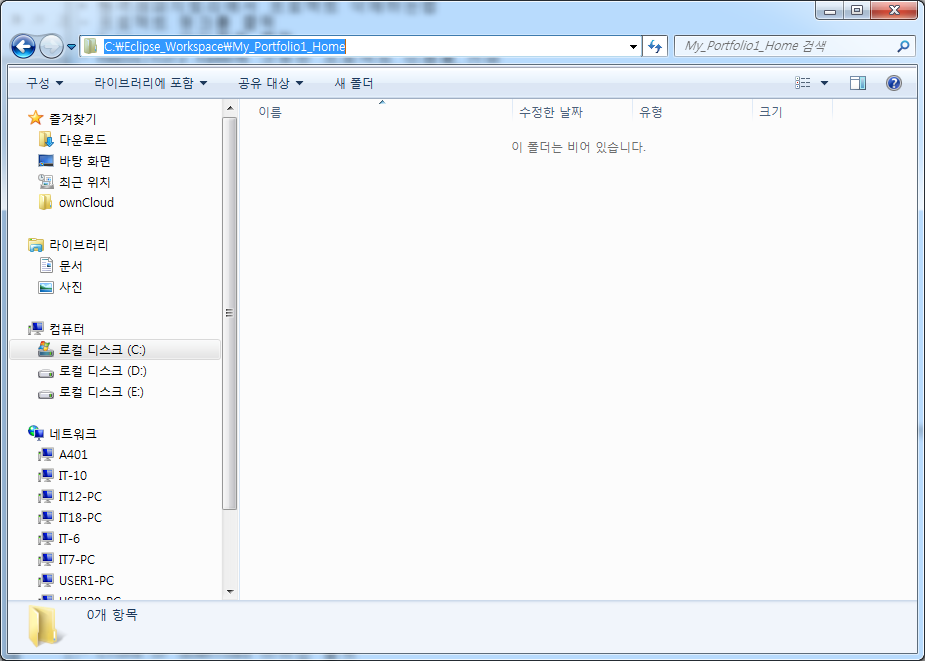 C:₩Eclipse_Workspace₩My_Portfolio1_Home
My_Portfolio1_Home 검색
구성 라이브러리에 포함 공유 대상 새 폴더
이름 수정한 날짜 유형 크기
이 폴더는 비어 있습니다.
즐겨찾기
다운로드
바탕 화면
최근 위치
ownCloud
라이브러리
문서
사진
컴퓨터
로컬 디스크 (C:)
로컬 디스크 (D:)
로컬 디스크 (E:)
네트워크
A401
IT-10
IT12-PC
IT18-PC
IT-6
IT7-PC
USER1-PC
0개 항목